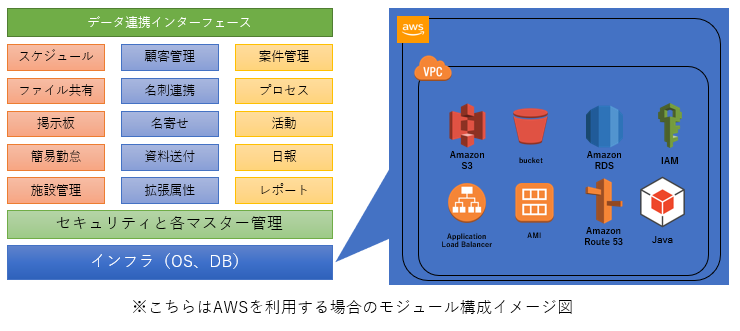 データ連携インターフェース
スケジュール
顧客管理
案件管理
ファイル共有
名刺連携
プロセス
掲示板
名寄せ
活動
簡易勤怠
資料送付
日報
施設管理
拡張属性
レポート
セキュリティと各マスター管理
インフラ（OS、DB）
aws
VPC
Amazon
S3
bucket
Amazon
RDS
IAM
Application
Load Balancer
AMI
Amazon
Route 53
Java
※こちらはAWSを利用する場合のモジュール構成イメージ図